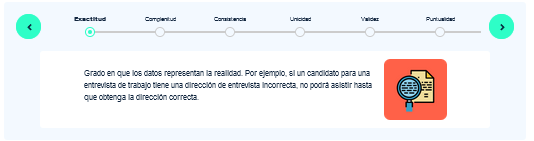 Exactitud
Completitud
Consistencia
Unicidad
Validez
Puntualidad
Grado en que los datos representan la realidad. Por ejemplo, si un candidato para una
entrevista de trabajo tiene una dirección de entrevista incorrecta, no podrá asistir hasta
que obtenga la dirección correcta.